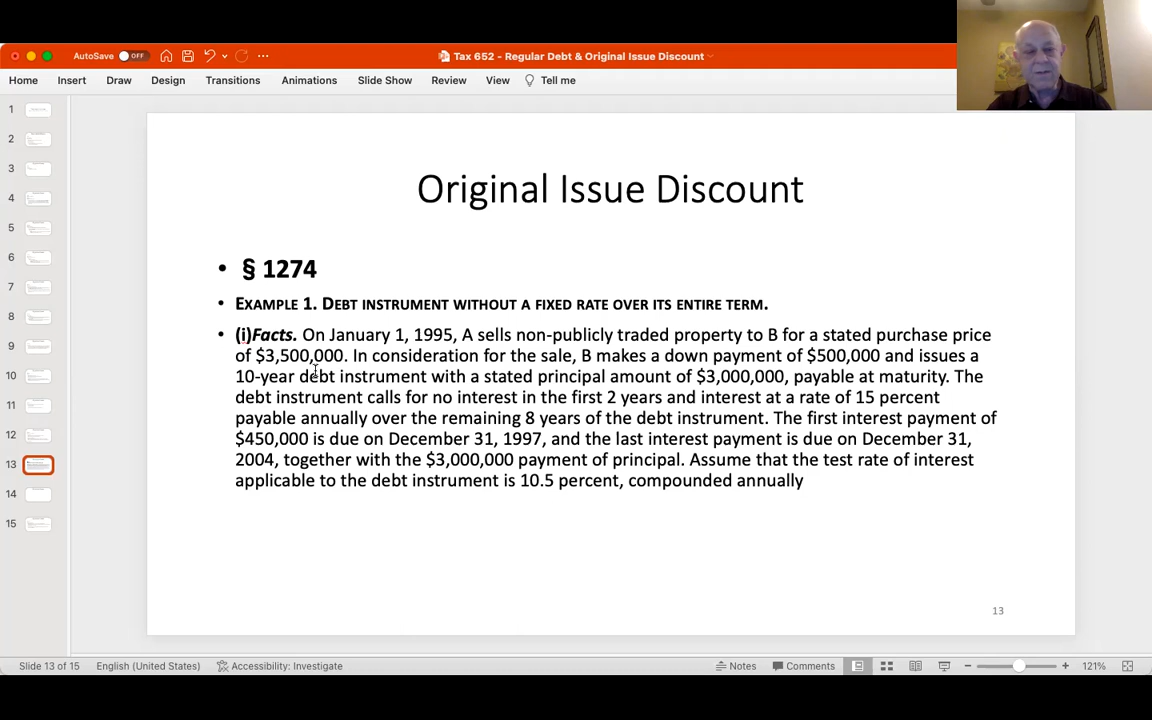 AutoSave OFF
Tax 652 - Regular Debt & Original Issue Discount
Home Insert Draw Design Transitions Animations Slide Show Review View Tell me
1
2
3
4
5
6
7
8
9
10
11
12
13
14
15
Original Issue Discount
• § 1274
• EXAMPLE 1. DEBT INSTRUMENT WITHOUT A FIXED RATE OVER ITS ENTIRE TERM.
• (i)Facts. On January 1, 1995, A sells non-publicly traded property to B for a stated purchase price
of $3,500,000. In consideration for the sale, B makes a down payment of $500,000 and issues a
10-year debt instrument with a stated principal amount of $3,000,000, payable at maturity. The
debt instrument calls for no interest in the first 2 years and interest at a rate of 15 percent
payable annually over the remaining 8 years of the debt instrument. The first interest payment of
$450,000 is due on December 31, 1997, and the last interest payment is due on December 31,
2004, together with the $3,000,000 payment of principal. Assume that the test rate of interest
applicable to the debt instrument is 10.5 percent, compounded annually
13
Slide 13 of 15 English (United States) Accessibility: Investigate Notes Comments 121%